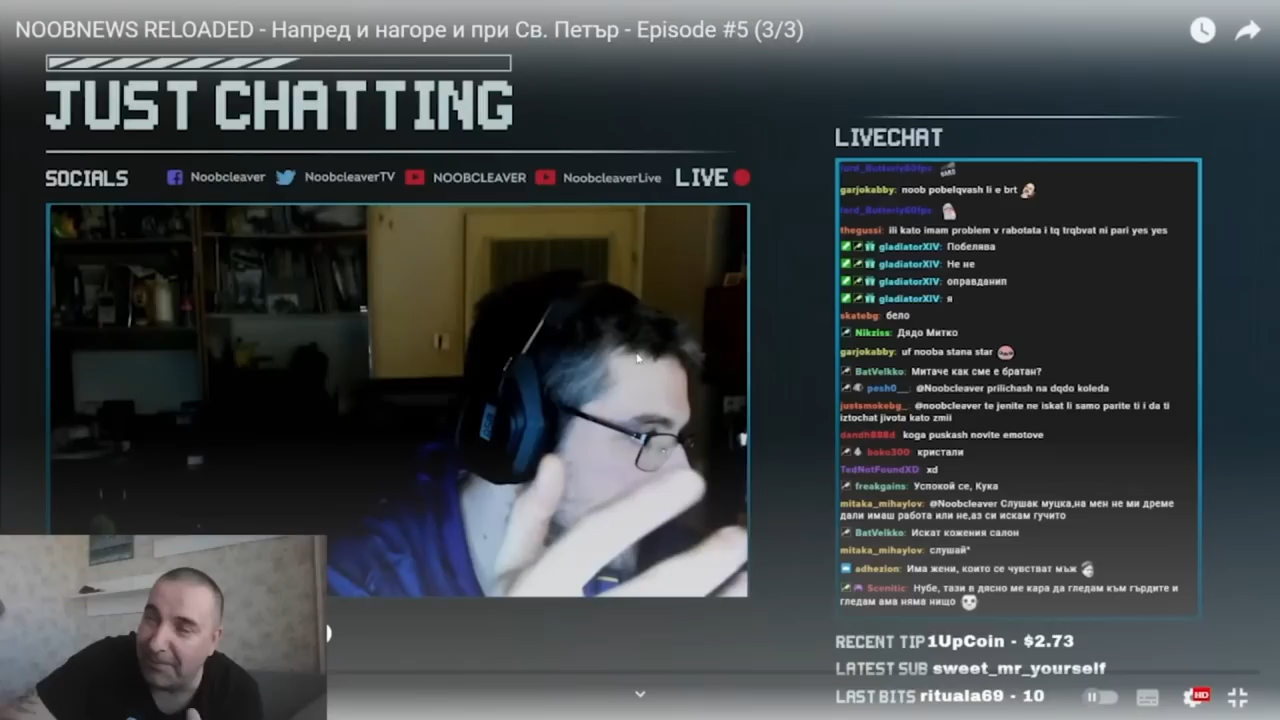 NOOBNEWS RELOADED - Напред и нагоре и при Св. Петър - Episode #5 (3/3)
JUST CHATTING
SOCIALS Noobcleaver NoobcleaverTV NOOBCLEAVER NoobcleaverLive LIVE
LIVECHAT
lord_Butterly60fps
garjokabby: noob pobelqvash li e brt
lord_Butterly60fps
thegussi: ili kato imam problem v rabotata i tq trqbvat ni pari yes yes
gladiatorXIV: Побелява
gladiatorXIV: Не не
gladiatorXIV: оправданип
gladiatorXIV: я
skatebg: бело
Nikziss: Дядо Митко
garjokabby: uf nooba stana star
BatVelkko: Митаче как сме е братан?
pesh0__: @Noobcleaver prilichash na dqdo koleda
justsmokebg_: @noobcleaver te jenite ne iskat li samo parite ti i da ti
iztochat jivota kato zmii
dandh888d: koga puskash novite emotove
boko300: кристали
TedNotFoundXD: xd
freakgains: Успокой се, Кука
mitaka_mihaylov: @Noobcleaver Слушак муцка,на мен не ми дреме
дали имаш работа или не,аз си искам гучито
BatVelkko: Искат кожения салон
mitaka_mihaylov: слушай*
adhezion: Има жени, които се чувстват мъж
Scenitic: Нубе, тази в дясно ме кара да гледам към гърдите и
гледам ама няма нищо
RECENT TIP 1UpCoin - $2.73
LATEST SUB sweet_mr_yourself
LAST BITS rituala69 - 10
HD